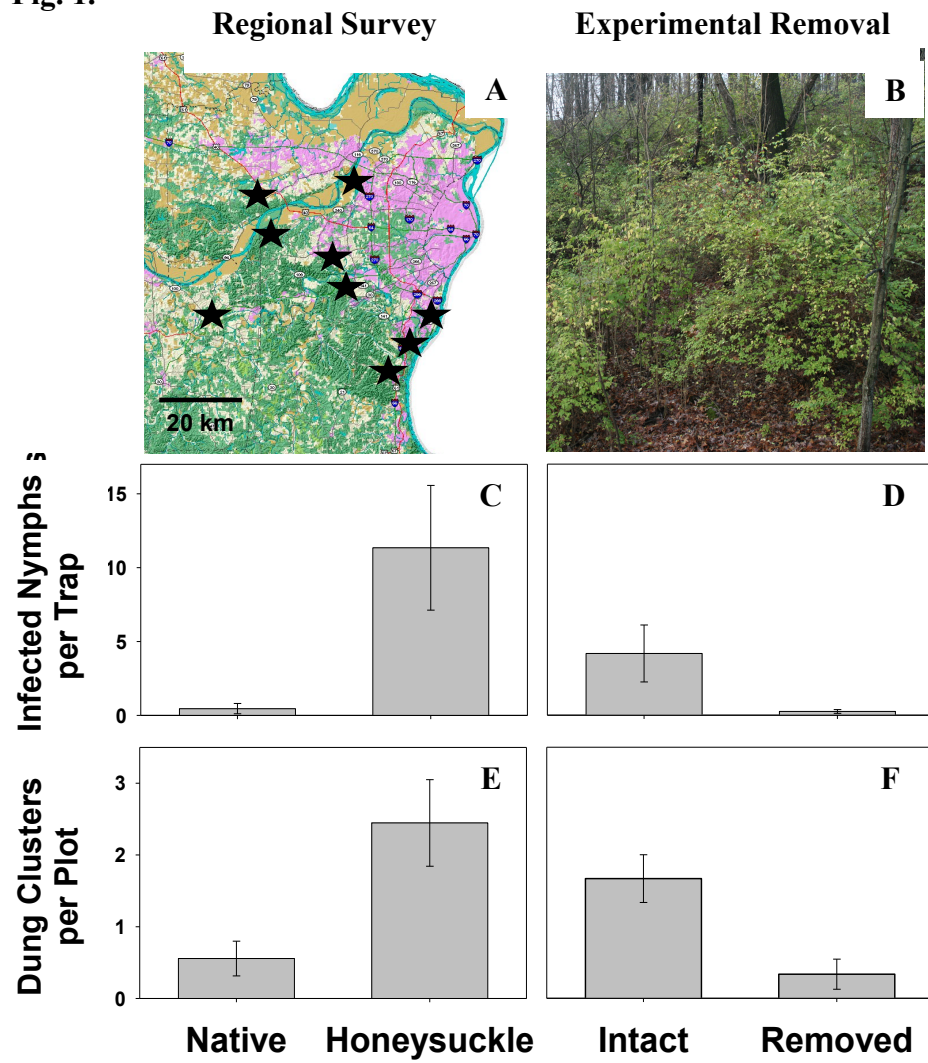 Fig. 1.
Regional Survey
Experimental Removal
A
B
20 km
Infected Nymphs
per Trap
15
10
5
0
C
D
Dung Clusters
per Plot
3
2
1
0
E
F
Native
Honeysuckle
Intact
Removed